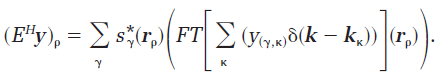 (E^H y)_ρ = Σ_γ s*_γ(r_ρ) ( FT [ Σ_κ (y_(γ,κ) δ(k − k_κ)) ] (r_ρ) ).